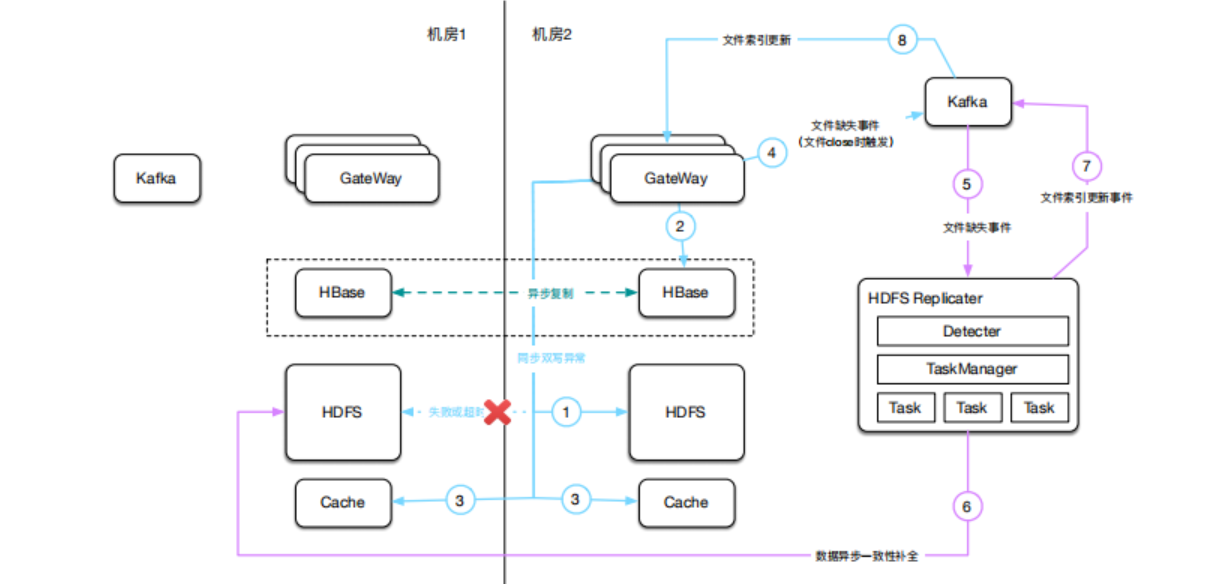 机房1
机房2
文件索引更新
8
Kafka
文件缺失事件
(文件close时触发)
4
Kafka
GateWay
GateWay
5
7
文件索引更新事件
2
文件缺失事件
HBase
异步复制
HBase
HDFS Replicater
Detecter
TaskManager
Task
Task
Task
同步双写异常
HDFS
失败或超时
1
HDFS
Cache
3
3
Cache
6
数据异步一致性补全